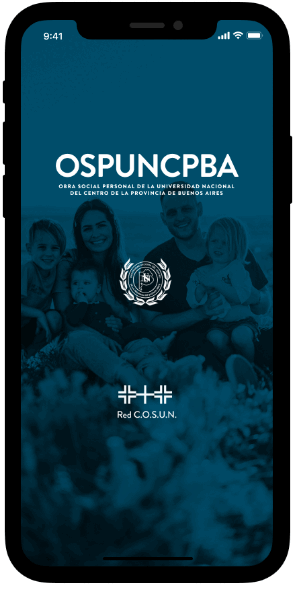 9:41
OSPUNCPBA
OBRA SOCIAL PERSONAL DE LA UNIVERSIDAD NACIONAL
DEL CENTRO DE LA PROVINCIA DE BUENOS AIRES
Red C.O.S.U.N.